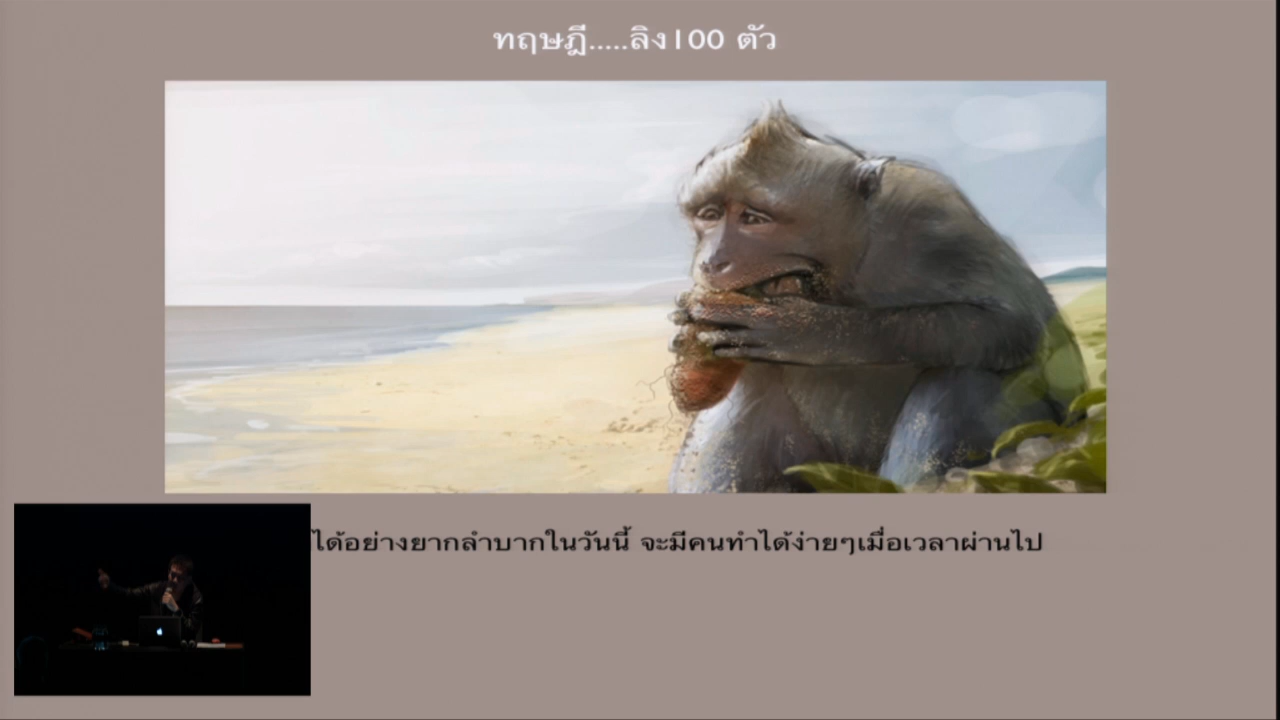 ทฤษฎี.....ลิง100 ตัว
ได้อย่างยากลำบากในวันนี้ จะมีคนทำได้ง่ายๆเมื่อเวลาผ่านไป